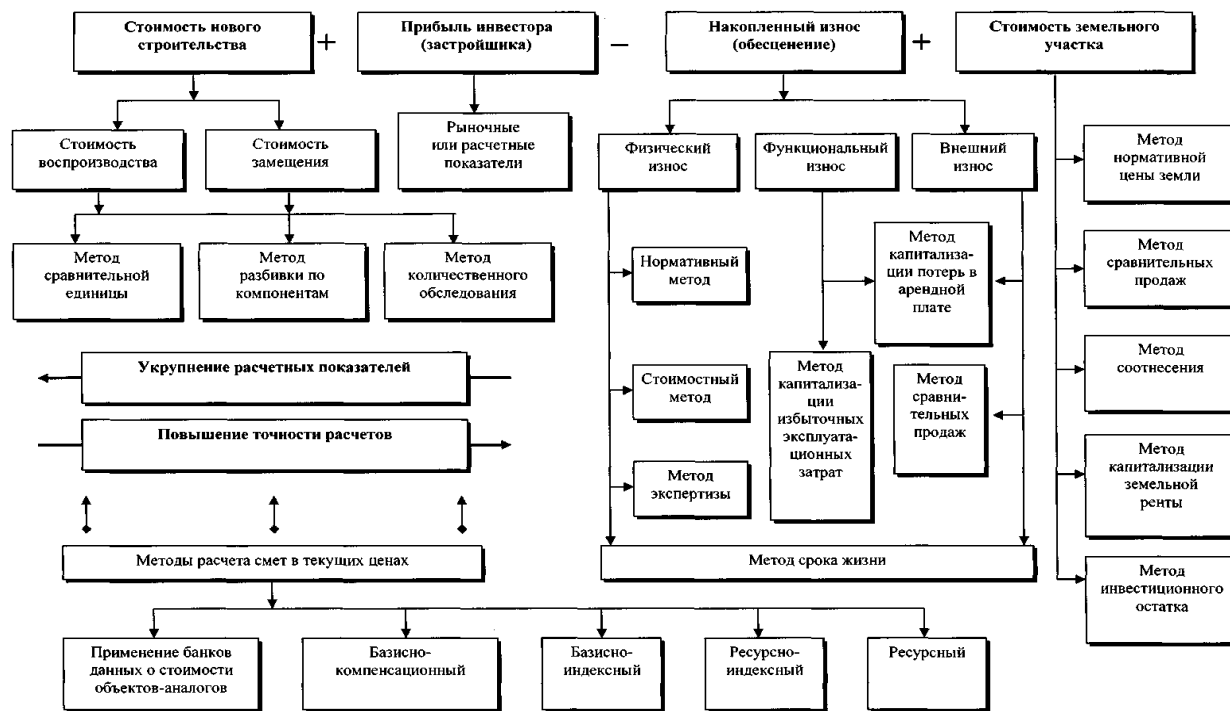 Стоимость нового
строительства
+
Прибыль инвестора
(застройщика)
−
Накопленный износ
(обесценение)
+
Стоимость земельного
участка
Стоимость
воспроизводства
Стоимость
замещения
Рыночные
или расчетные
показатели
Физический
износ
Функциональный
износ
Внешний
износ
Метод
нормативной
цены земли
Метод
сравнительной
единицы
Метод
разбивки по
компонентам
Метод
количественного
обследования
Нормативный
метод
Метод
капитализа-
ции потерь в
арендной
плате
Метод
сравнительных
продаж
Укрупнение расчетных показателей
Стоимостный
метод
Метод
капитализации
избыточных
эксплуата-
ционных
затрат
Метод
сравни-
тельных
продаж
Метод
соотнесения
Повышение точности расчетов
Метод
экспертизы
Метод
капитализации
земельной
ренты
Методы расчета смет в текущих ценах
Метод срока жизни
Метод
инвестиционного
остатка
Применение банков
данных о стоимости
объектов-аналогов
Базисно-
компенсационный
Базисно-
индексный
Ресурсно-
индексный
Ресурсный